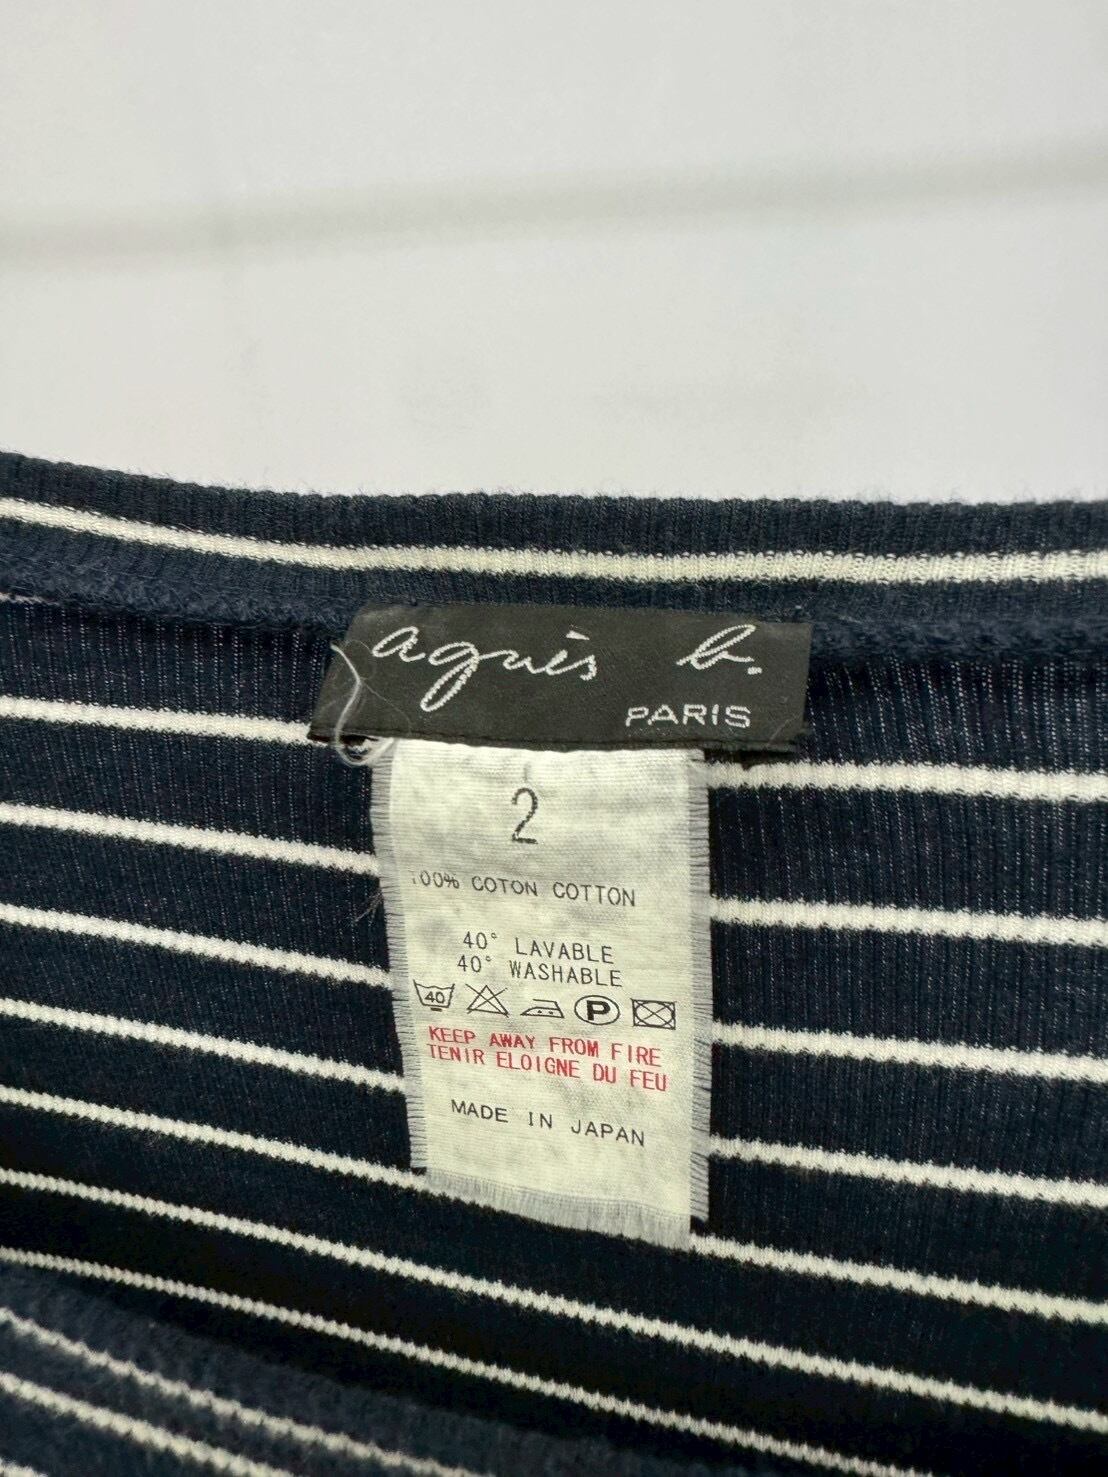 agnès b.
PARIS
2
100% COTON COTTON
40° LAVABLE
40° WASHABLE
40 P
KEEP AWAY FROM FIRE
TENIR ELOIGNE DU FEU
MADE IN JAPAN